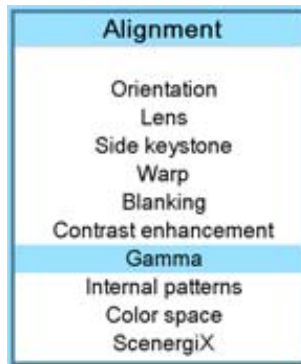 Alignment
Orientation
Lens
Side keystone
Warp
Blanking
Contrast enhancement
Gamma
Internal patterns
Color space
ScenergiX